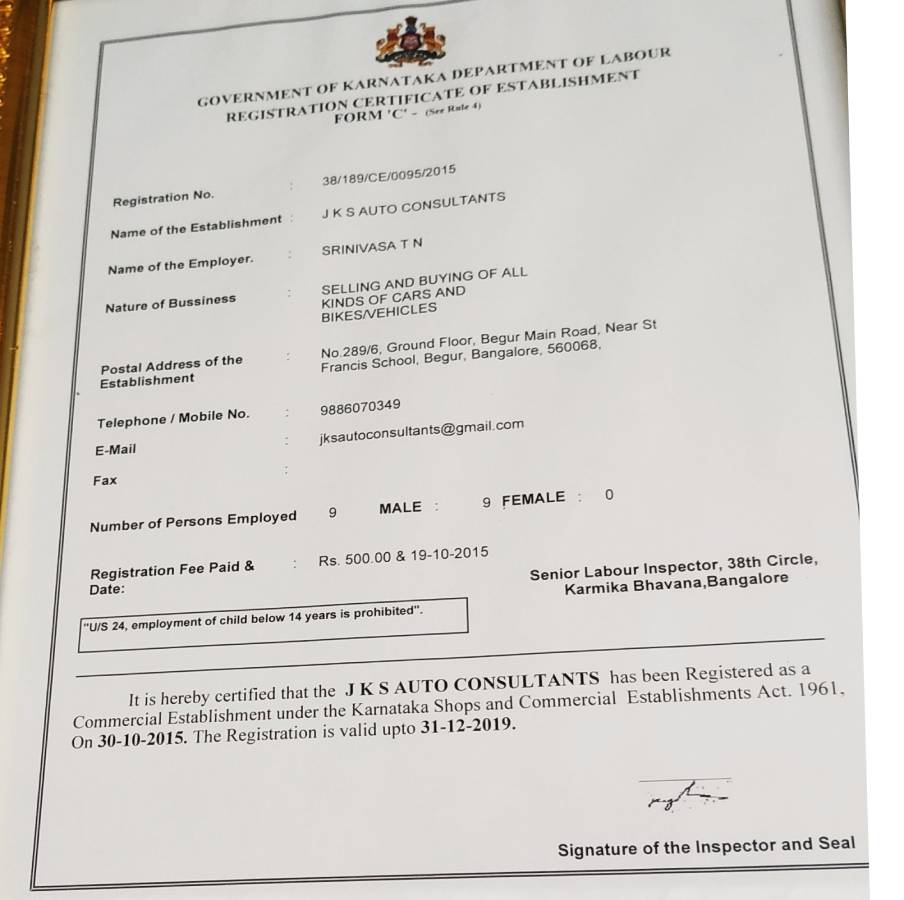 GOVERNMENT OF KARNATAKA DEPARTMENT OF LABOUR
REGISTRATION CERTIFICATE OF ESTABLISHMENT
FORM 'C' - (See Rule 4)
Registration No. : 38/189/CE/0095/2015
Name of the Establishment : J K S AUTO CONSULTANTS
Name of the Employer. : SRINIVASA T N
Nature of Bussiness : SELLING AND BUYING OF ALL
KINDS OF CARS AND
BIKES/VEHICLES
Postal Address of the : No.289/6, Ground Floor, Begur Main Road, Near St
Establishment Francis School, Begur, Bangalore, 560068,
Telephone / Mobile No. : 9886070349
E-Mail : jksautoconsultants@gmail.com
Fax :
Number of Persons Employed 9 MALE : 9 FEMALE : 0
Registration Fee Paid & : Rs. 500.00 & 19-10-2015
Date:
Senior Labour Inspector, 38th Circle,
Karmika Bhavana,Bangalore
"U/S 24, employment of child below 14 years is prohibited".
It is hereby certified that the J K S AUTO CONSULTANTS has been Registered as a
Commercial Establishment under the Karnataka Shops and Commercial Establishments Act. 1961,
On 30-10-2015. The Registration is valid upto 31-12-2019.
Signature of the Inspector and Seal